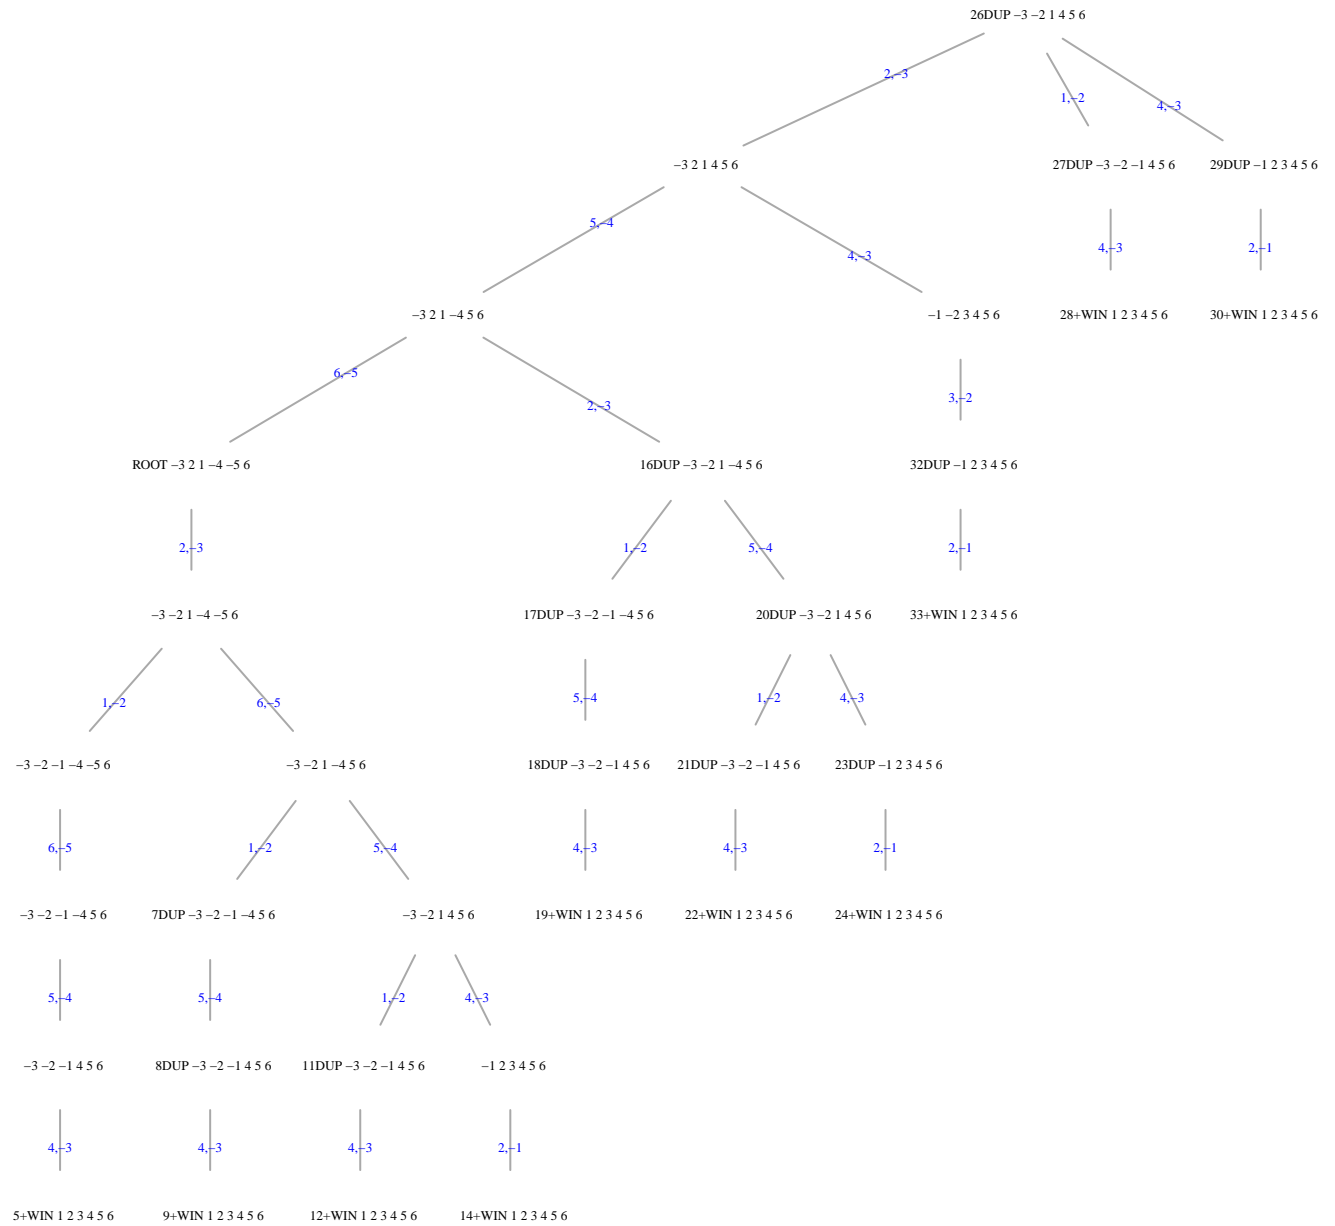 26DUP −3 −2 1 4 5 6
2,−3
1,−2
4,−3
−3 2 1 4 5 6
27DUP −3 −2 −1 4 5 6
29DUP −1 2 3 4 5 6
5,−4
4,−3
4,−3
2,−1
−3 2 1 −4 5 6
−1 −2 3 4 5 6
28+WIN 1 2 3 4 5 6
30+WIN 1 2 3 4 5 6
6,−5
2,−3
3,−2
ROOT −3 2 1 −4 −5 6
16DUP −3 −2 1 −4 5 6
32DUP −1 2 3 4 5 6
2,−3
1,−2
5,−4
2,−1
−3 −2 1 −4 −5 6
17DUP −3 −2 −1 −4 5 6
20DUP −3 −2 1 4 5 6
33+WIN 1 2 3 4 5 6
1,−2
6,−5
5,−4
1,−2
4,−3
−3 −2 −1 −4 −5 6
−3 −2 1 −4 5 6
18DUP −3 −2 −1 4 5 6
21DUP −3 −2 −1 4 5 6
23DUP −1 2 3 4 5 6
6,−5
1,−2
5,−4
4,−3
4,−3
2,−1
−3 −2 −1 −4 5 6
7DUP −3 −2 −1 −4 5 6
−3 −2 1 4 5 6
19+WIN 1 2 3 4 5 6
22+WIN 1 2 3 4 5 6
24+WIN 1 2 3 4 5 6
5,−4
5,−4
1,−2
4,−3
−3 −2 −1 4 5 6
8DUP −3 −2 −1 4 5 6
11DUP −3 −2 −1 4 5 6
−1 2 3 4 5 6
4,−3
4,−3
4,−3
2,−1
5+WIN 1 2 3 4 5 6
9+WIN 1 2 3 4 5 6
12+WIN 1 2 3 4 5 6
14+WIN 1 2 3 4 5 6